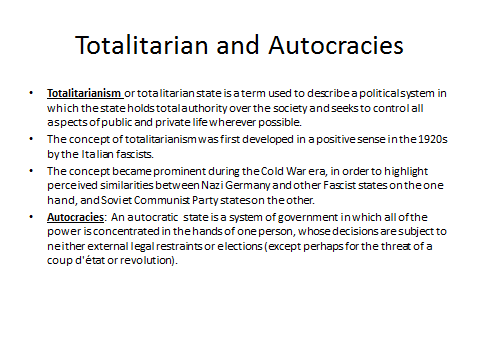 Totalitarian and Autocracies
• Totalitarianism or totalitarian state is a term used to describe a political system in
which the state holds total authority over the society and seeks to control all
aspects of public and private life wherever possible.
• The concept of totalitarianism was first developed in a positive sense in the 1920s
by the Italian fascists.
• The concept became prominent during the Cold War era, in order to highlight
perceived similarities between Nazi Germany and other Fascist states on the one
hand, and Soviet Communist Party states on the other.
• Autocracies: An autocratic state is a system of government in which all of the
power is concentrated in the hands of one person, whose decisions are subject to
neither external legal restraints or elections (except perhaps for the threat of a
coup d'état or revolution).